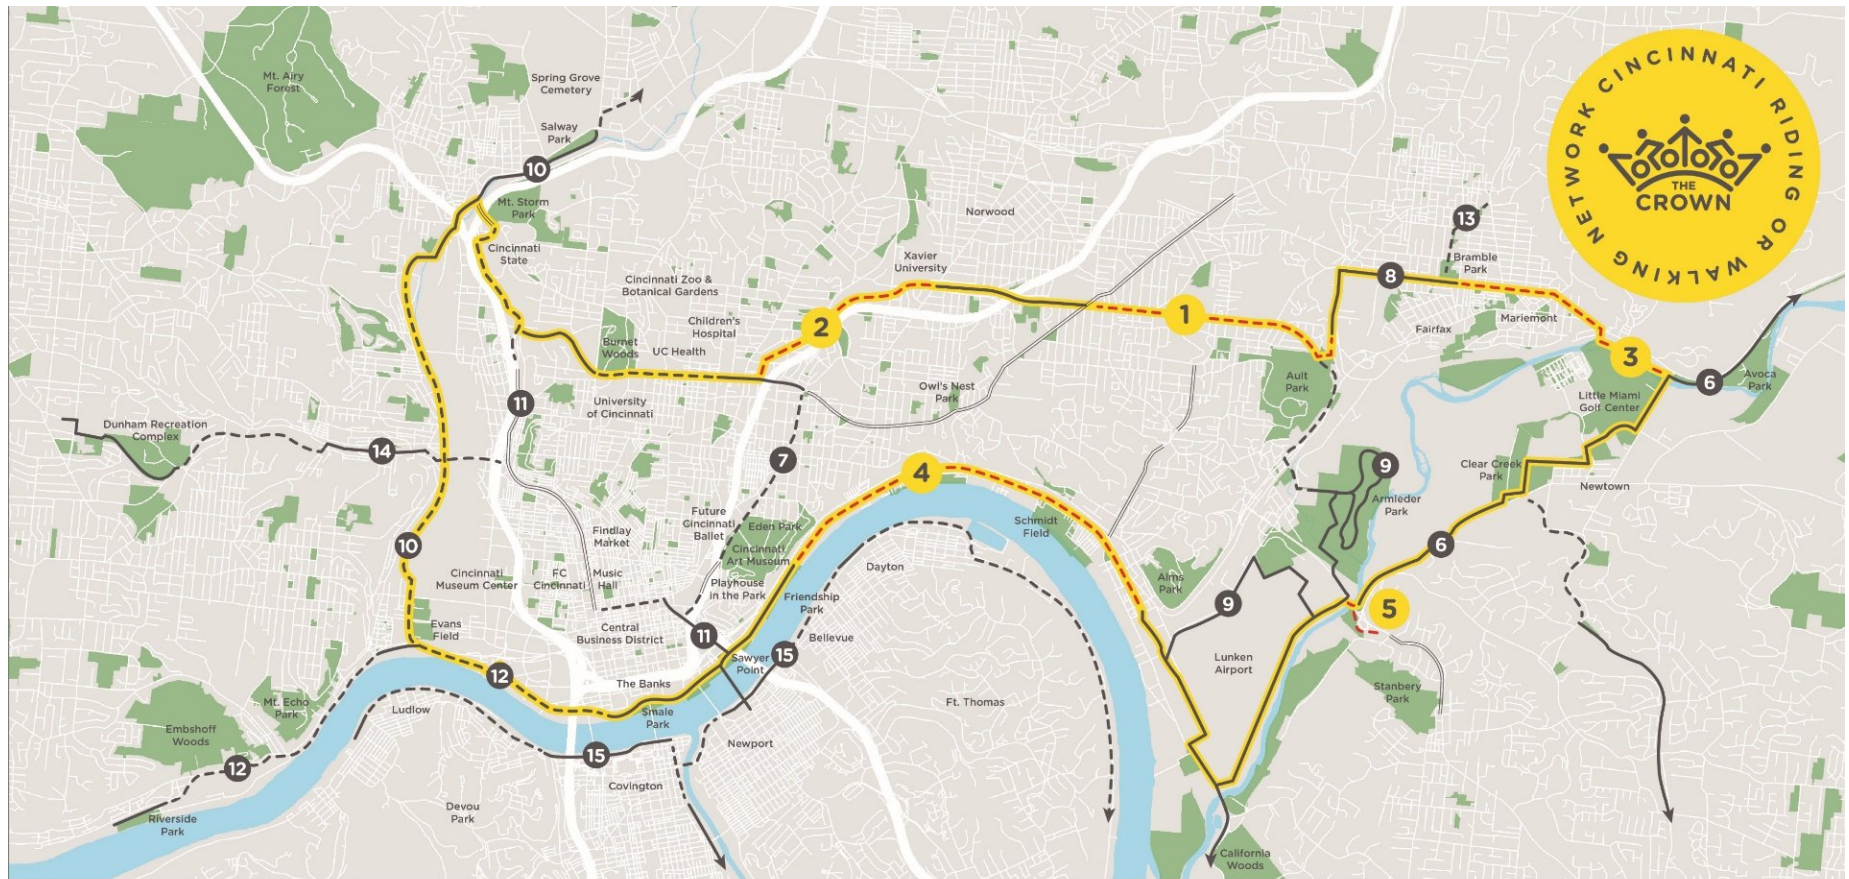 CINCINNATI RIDING OR WALKING NETWORK
THE
CROWN
Mt. Airy
Forest
Spring Grove
Cemetery
Salway
Park
10
Mt. Storm
Park
Cincinnati
State
Norwood
13
Bramble
Park
Xavier
University
Cincinnati Zoo &
Botanical Gardens
8
Children's
Hospital
2
1
Fairfax
Mariemont
Burnet
Woods
UC Health
3
Ault
Park
6
Avoca
Park
Owl's Nest
Park
Little Miami
Golf Center
11
University
of Cincinnati
Dunham Recreation
Complex
14
7
4
9
Clear Creek
Park
Newtown
Armleder
Park
Future
Cincinnati
Ballet
Eden Park
Schmidt
Field
Findlay
Market
10
6
Cincinnati
Art Museum
Dayton
Cincinnati
Museum Center
FC
Cincinnati
Music
Hall
Playhouse
in the Park
Alms
Park
Friendship
Park
9
5
Evans
Field
Central
Business District
11
Bellevue
Sawyer
Point
15
Lunken
Airport
12
The Banks
Stanbery
Park
Mt. Echo
Park
Ludlow
Smale
Park
Ft. Thomas
Embshoff
Woods
Newport
15
12
Covington
Devou
Park
Riverside
Park
California
Woods